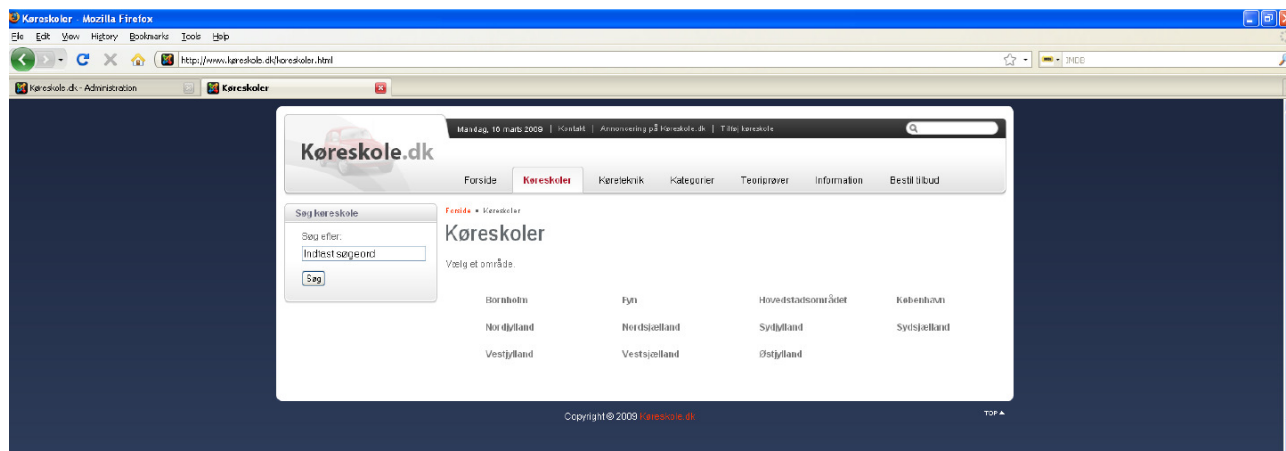 Køreskoler - Mozilla Firefox
File Edit View History Bookmarks Tools Help
http://www.køreskole.dk/koreskoler.html
IMDB
Køreskole.dk - Administration
Køreskoler
Mandag, 16 marts 2009 | Kontakt | Annoncering på Køreskole.dk | Tilføj køreskole
Køreskole.dk
Forside Køreskoler Køreteknik Kategorier Teoriprøver Information Bestil tilbud
Søg køreskole
Søg efter:
Indtast søgeord
Søg
Forside Køreskoler
Køreskoler
Vælg et område.
Bornholm Fyn Hovedstadsområdet København
Nordjylland Nordsjælland Sydjylland Sydsjælland
Vestjylland Vestsjælland Østjylland
Copyright © 2009 Køreskole.dk
TOP